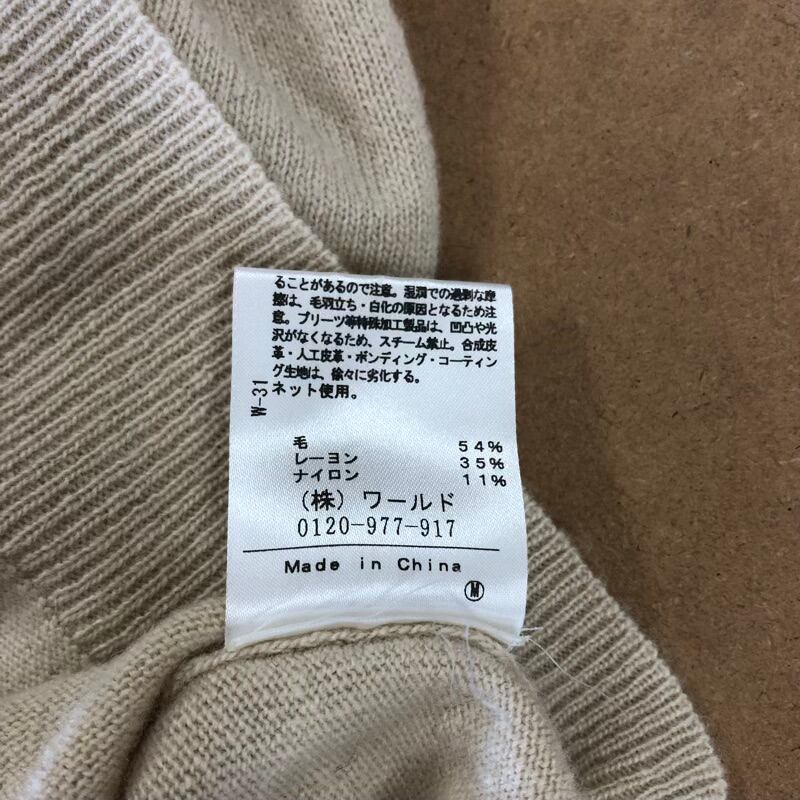 ることがあるので注意。湿潤での過剰な摩
擦は、毛羽立ち・白化の原因となるため注
意。プリーツ等特殊加工製品は、凹凸や光
沢がなくなるため、スチーム禁止。合成皮
革・人工皮革・ボンディング・コーティン
グ生地は、徐々に劣化する。
ネット使用。
W-31
毛 54%
レーヨン 35%
ナイロン 11%
(株) ワールド
0120-977-917
Made in China
M